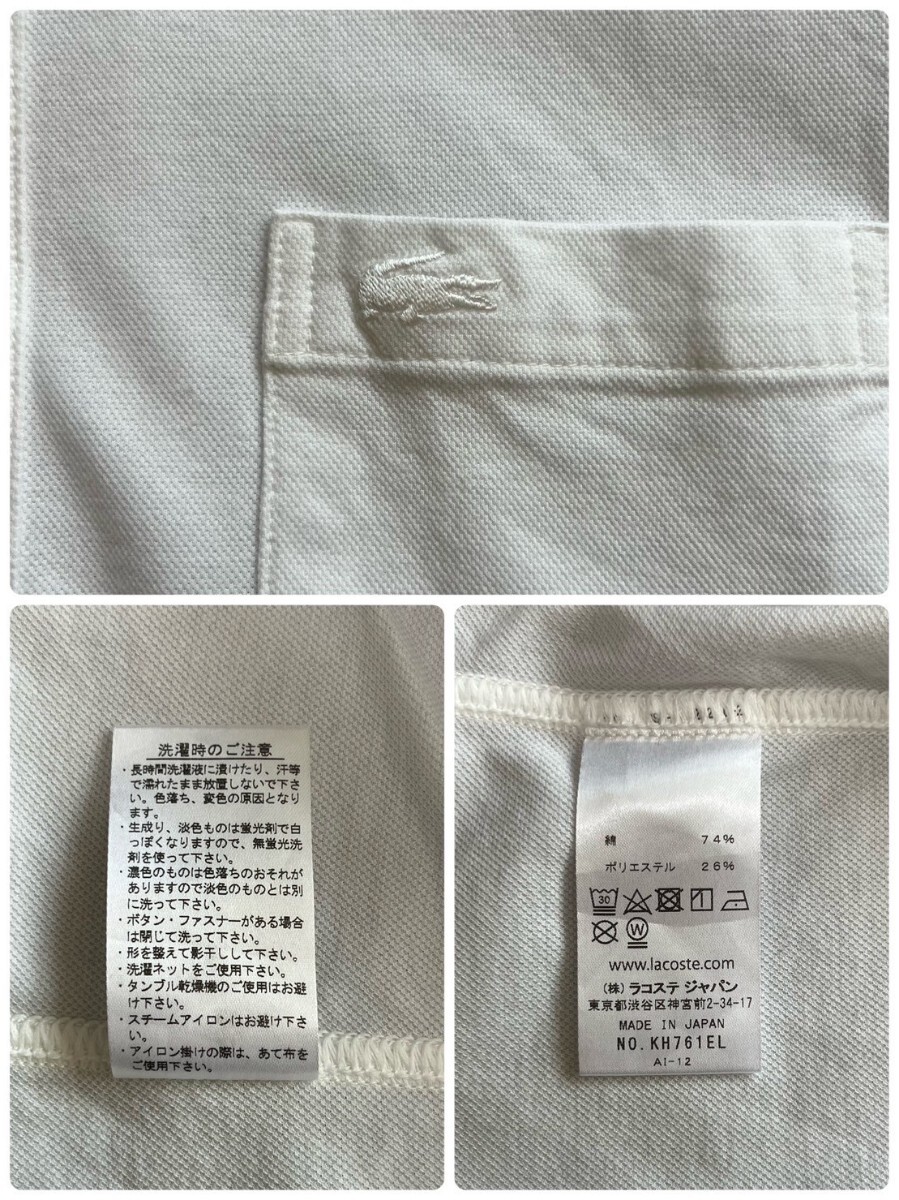 洗濯時のご注意
・長時間洗濯液に漬けたり、汗等
で濡れたまま放置しないで下さ
い。色落ち、変色の原因となり
ます。
・生成り、淡色ものは蛍光剤で白
っぽくなりますので、無蛍光洗
剤を使って下さい。
・濃色のものは色落ちのおそれが
ありますので淡色のものとは別
に洗って下さい。
・ボタン・ファスナーがある場合
は閉じて洗って下さい。
・形を整えて影干しして下さい。
・洗濯ネットをご使用下さい。
・タンブル乾燥機のご使用はお避
け下さい。
・スチームアイロンはお避け下さ
い。
・アイロン掛けの際は、あて布を
ご使用下さい。
綿 74%
ポリエステル 26%
30
W
www.lacoste.com
(株) ラコステ ジャパン
東京都渋谷区神宮前2-34-17
MADE IN JAPAN
NO.KH761EL
AI-12